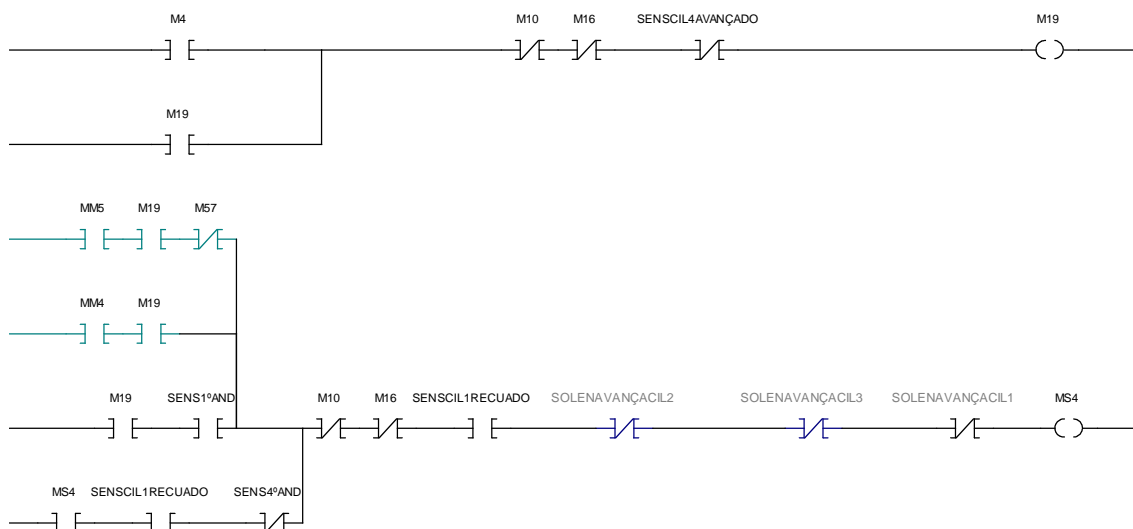 M4 M10 M16 SENSCIL4AVANÇADO M19
M19
MM5 M19 M57
MM4 M19
M19 SENS1ºAND M10 M16 SENSCIL1RECUADO SOLENAVANÇACIL2 SOLENAVANÇACIL3 SOLENAVANÇACIL1 MS4
MS4 SENSCIL1RECUADO SENS4ºAND